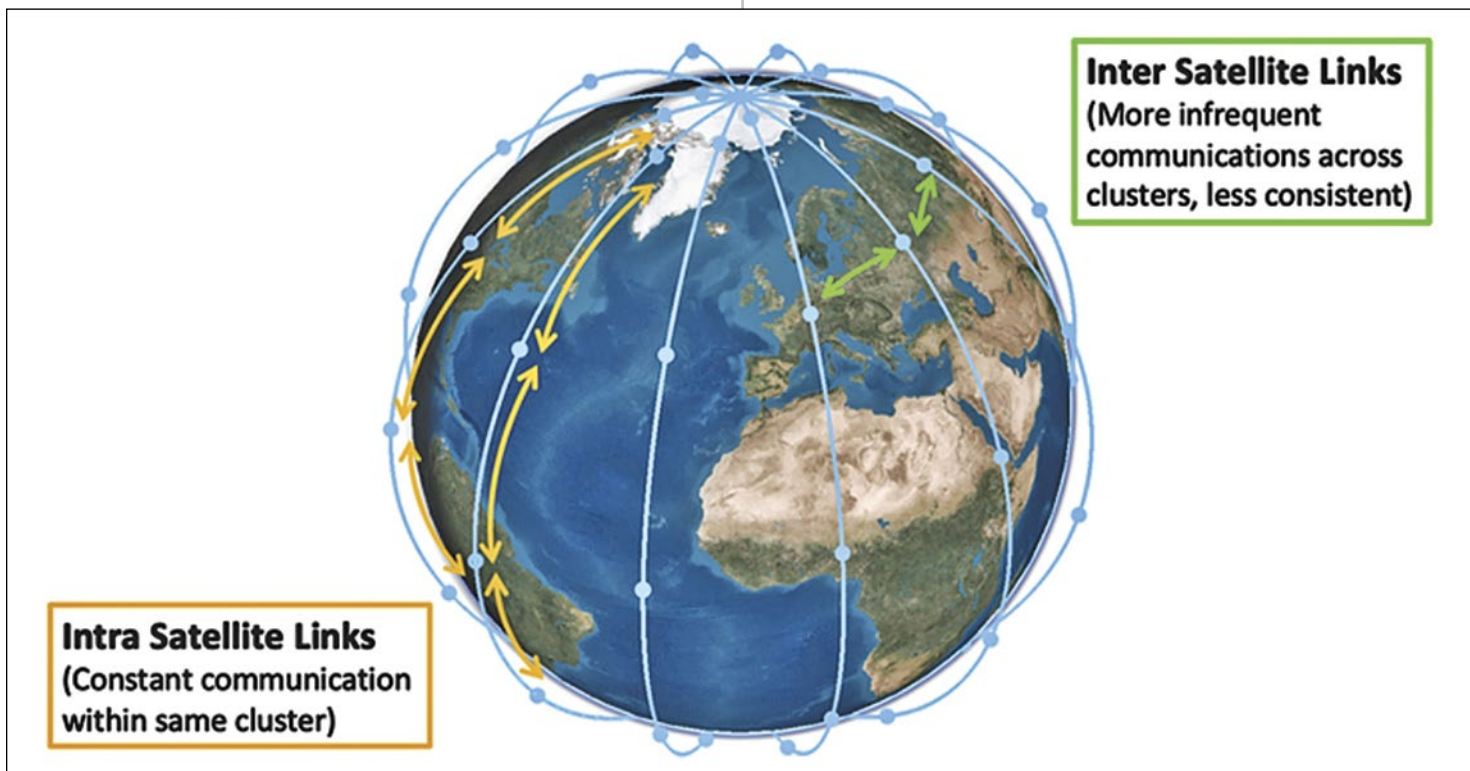 Inter Satellite Links
(More infrequent
communications across
clusters, less consistent)
Intra Satellite Links
(Constant communication
within same cluster)